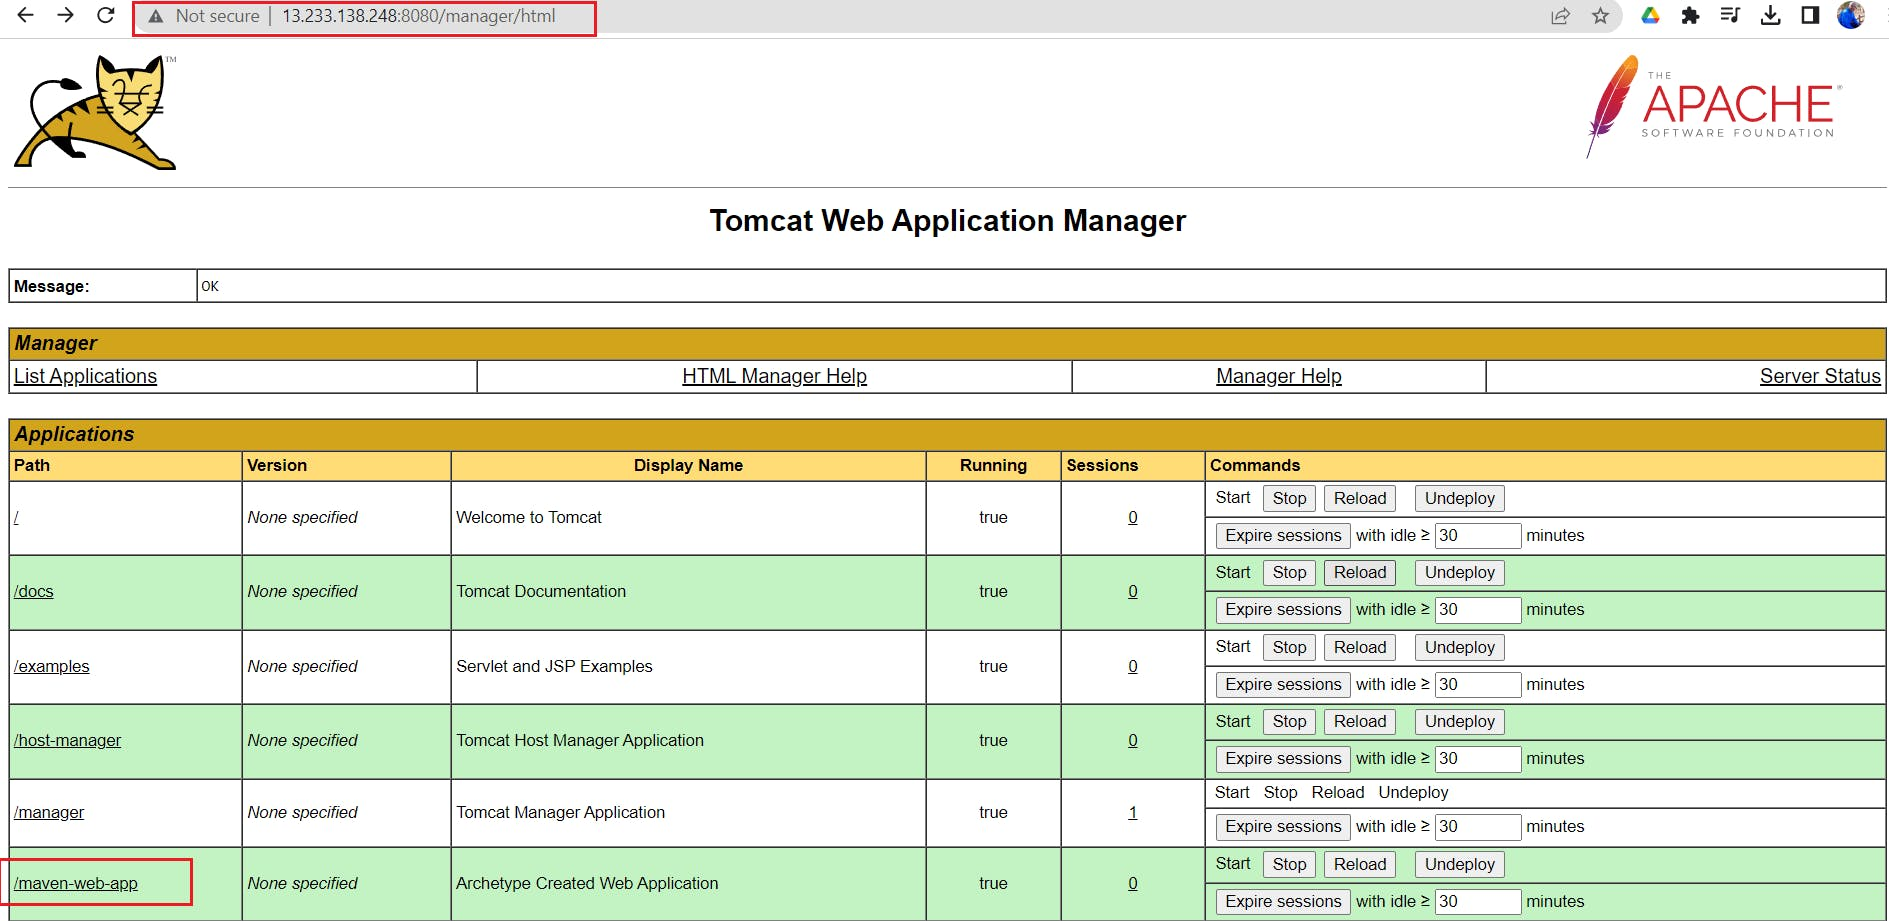 Not secure | 13.233.138.248:8080/manager/html
TM
THE
APACHE®
SOFTWARE FOUNDATION
Tomcat Web Application Manager
Message: OK
Manager
List Applications HTML Manager Help Manager Help Server Status
Applications
Path Version Display Name Running Sessions Commands
/ None specified Welcome to Tomcat true 0 Start Stop Reload Undeploy
Expire sessions with idle ≥ 30 minutes
/docs None specified Tomcat Documentation true 0 Start Stop Reload Undeploy
Expire sessions with idle ≥ 30 minutes
/examples None specified Servlet and JSP Examples true 0 Start Stop Reload Undeploy
Expire sessions with idle ≥ 30 minutes
/host-manager None specified Tomcat Host Manager Application true 0 Start Stop Reload Undeploy
Expire sessions with idle ≥ 30 minutes
/manager None specified Tomcat Manager Application true 1 Start Stop Reload Undeploy
Expire sessions with idle ≥ 30 minutes
/maven-web-app None specified Archetype Created Web Application true 0 Start Stop Reload Undeploy
Expire sessions with idle ≥ 30 minutes